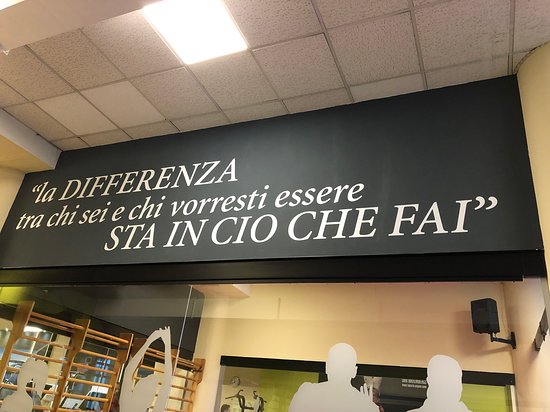 “la DIFFERENZA
tra chi sei e chi vorresti essere
STA IN CIO CHE FAI”